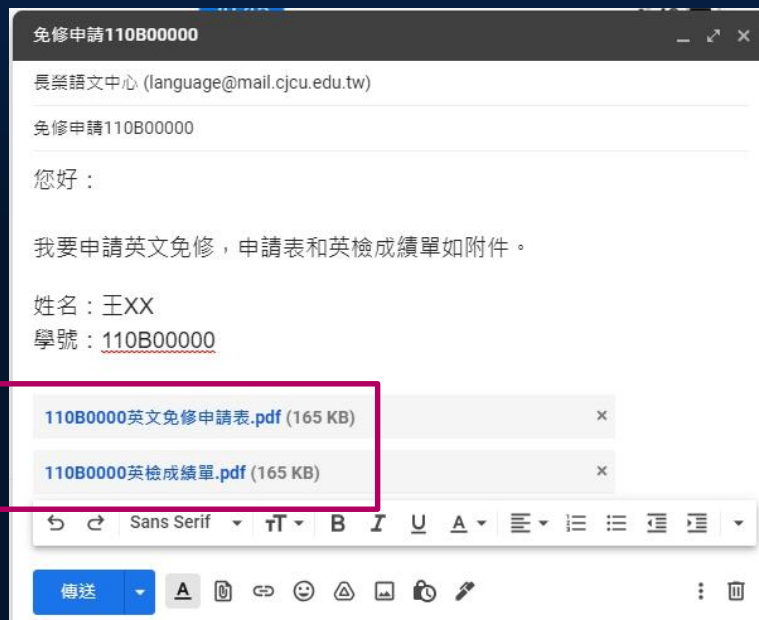 免修申請110B00000
長榮語文中心 (language@mail.cjcu.edu.tw)
免修申請110B00000
您好：
我要申請英文免修，申請表和英檢成績單如附件。
姓名：王XX
學號：110B00000
110B0000英文免修申請表.pdf (165 KB)
110B0000英檢成績單.pdf (165 KB)
Sans Serif
傳送